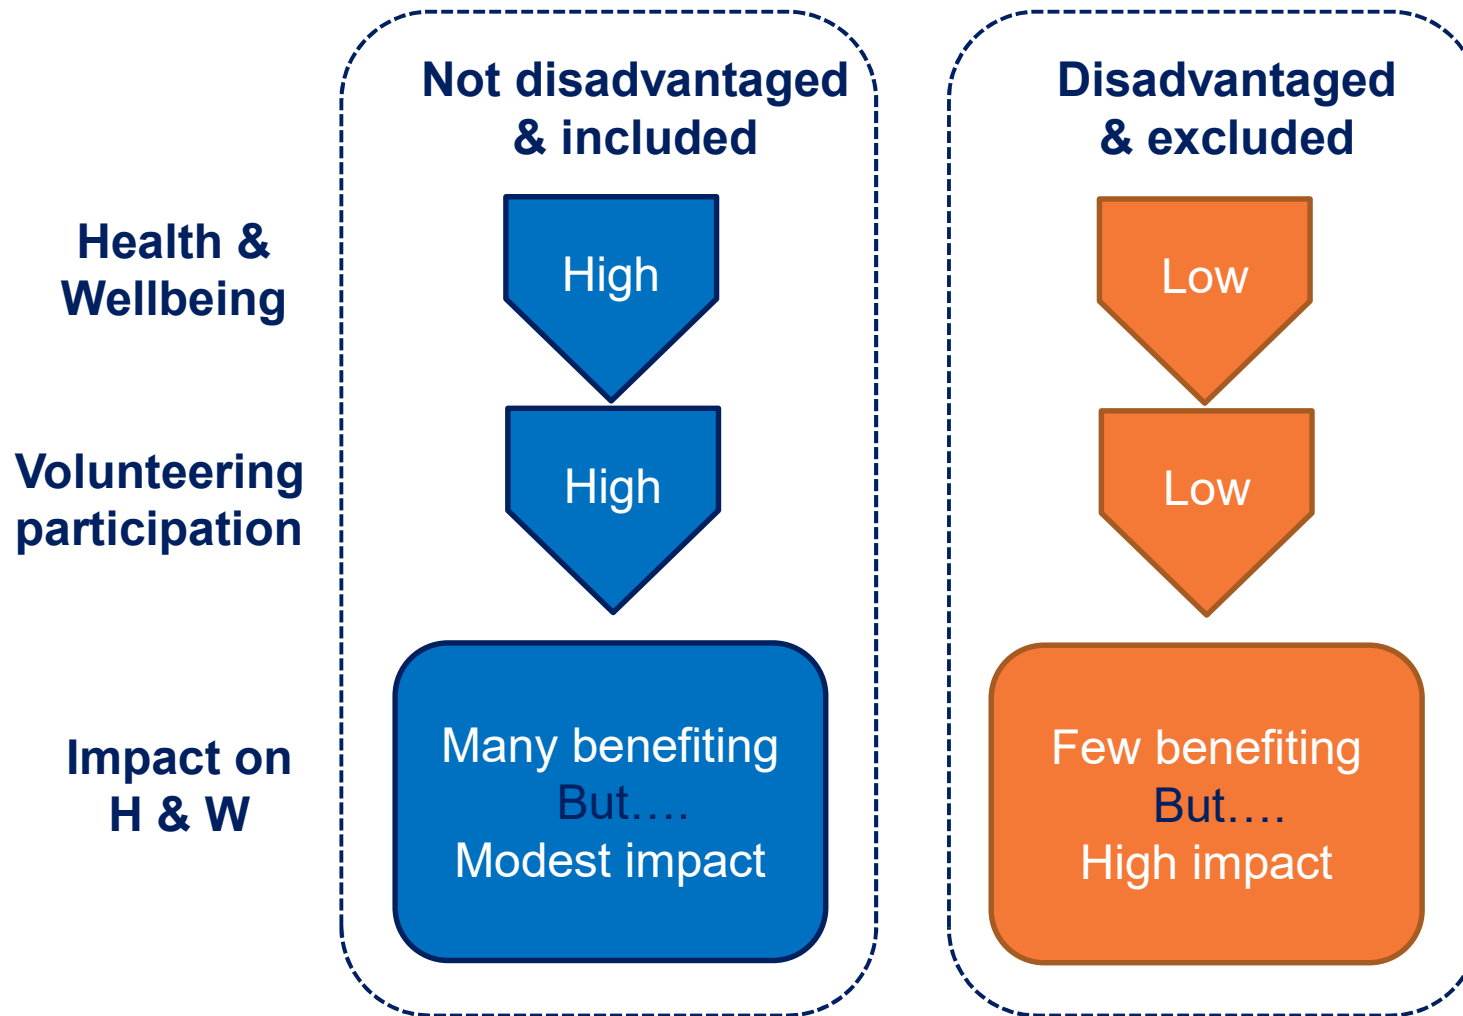 Not disadvantaged
& included
Disadvantaged
& excluded
Health &
Wellbeing
High
Low
Volunteering
participation
High
Low
Impact on
H & W
Many benefiting
But….
Modest impact
Few benefiting
But….
High impact